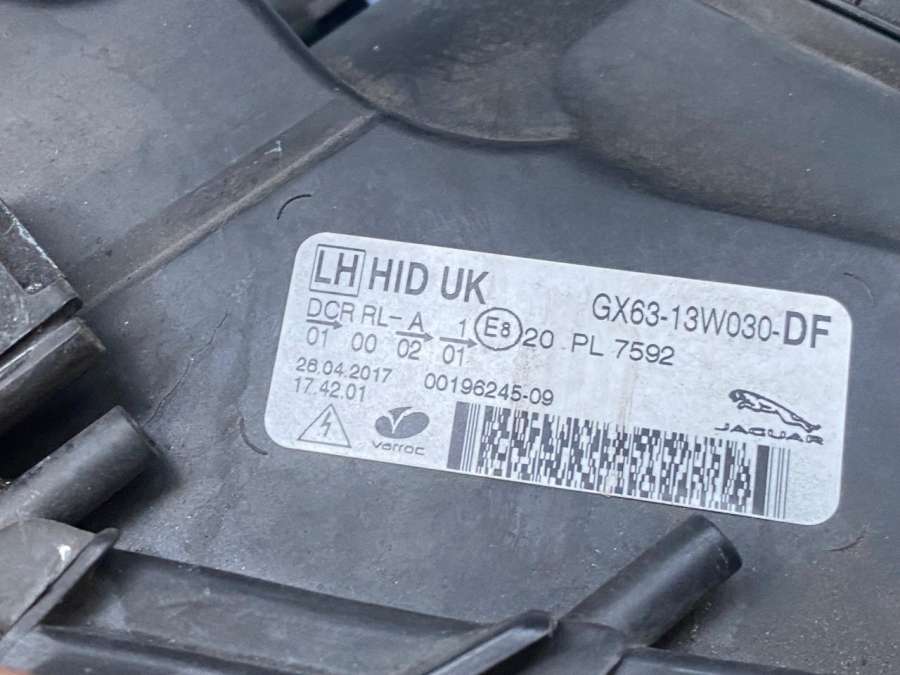 LH HID UK
GX63-13W030-DF
DCR RL- A 1 E8 20 PL 7592
01 00 02 01
26.04.2017 00196245-09
17.42.01
varroc
JAGUAR